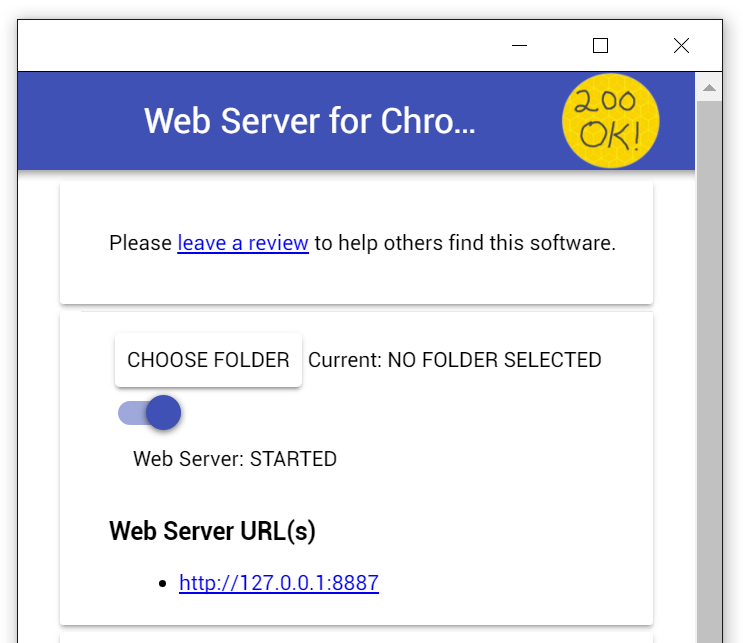 Web Server for Chro...
200
OK!
Please leave a review to help others find this software.
CHOOSE FOLDER Current: NO FOLDER SELECTED
Web Server: STARTED
Web Server URL(s)
http://127.0.0.1:8887